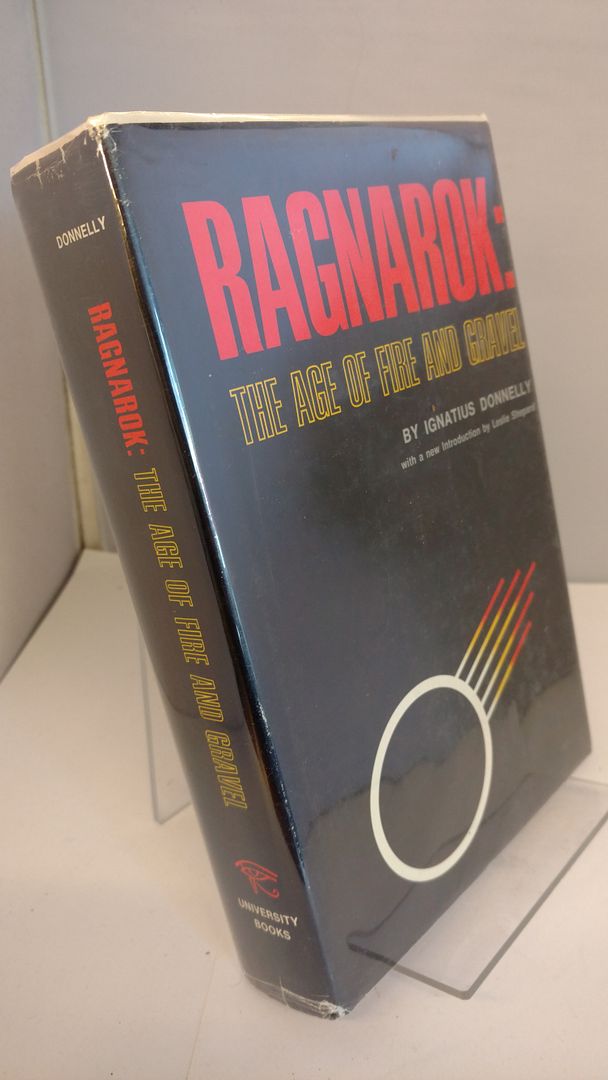 DONNELLY
RAGNAROK: THE AGE OF FIRE AND GRAVEL
UNIVERSITY
BOOKS
RAGNAROK:
THE AGE OF FIRE AND GRAVEL
BY IGNATIUS DONNELLY
with a new introduction by Leslie Shepard